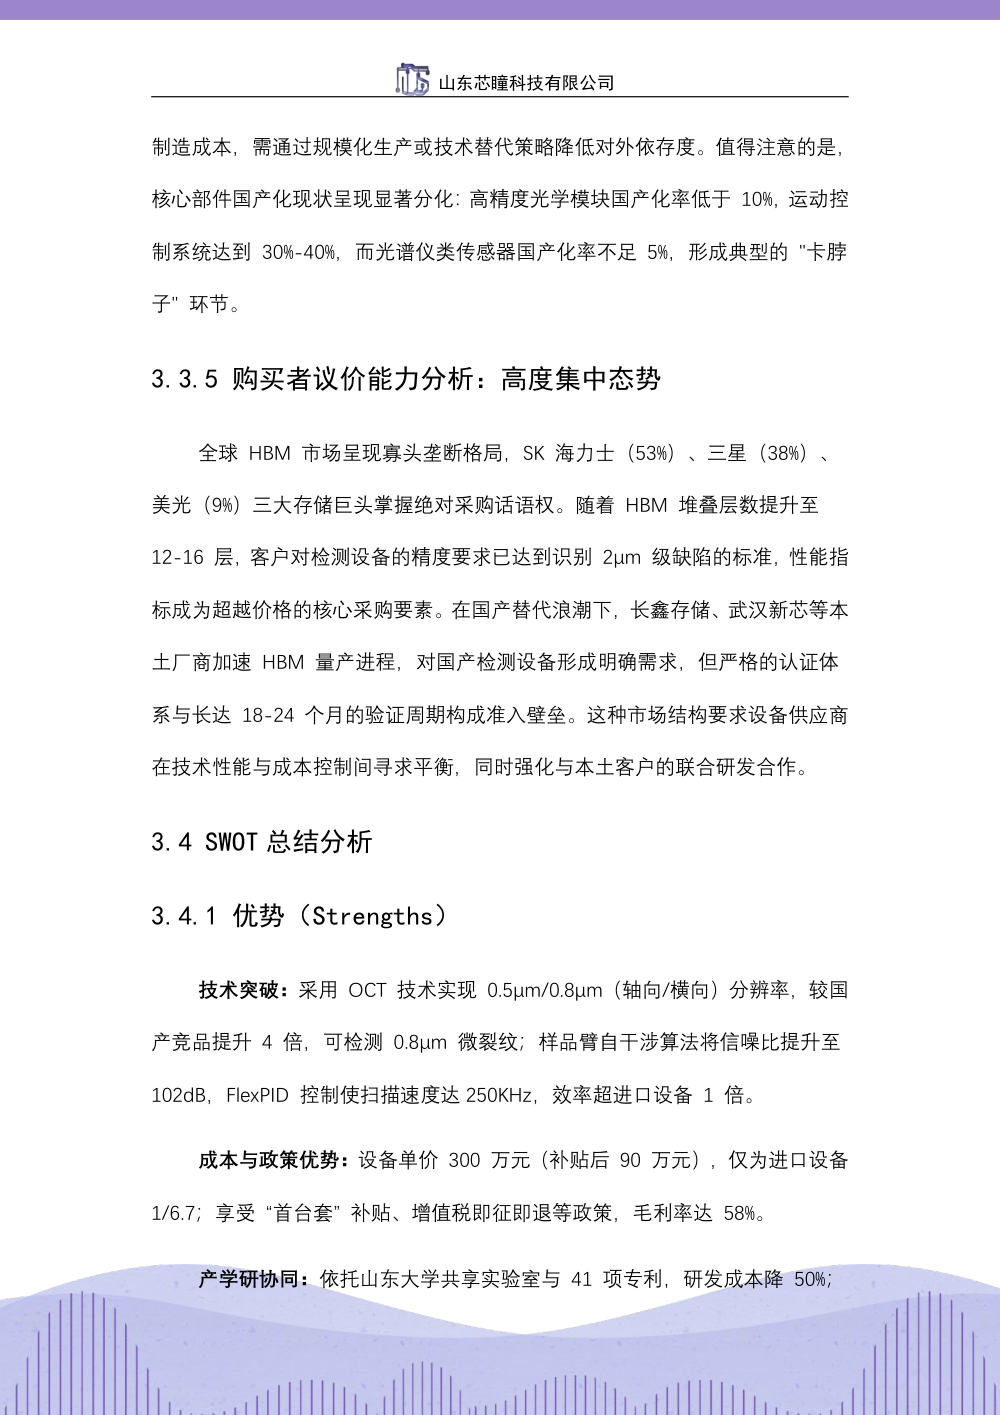 山东芯瞳科技有限公司
制造成本，需通过规模化生产或技术替代策略降低对外依存度。值得注意的是，
核心部件国产化现状呈现显著分化：高精度光学模块国产化率低于 10%，运动控
制系统达到 30%-40%，而光谱仪类传感器国产化率不足 5%，形成典型的 "卡脖
子" 环节。
3.3.5 购买者议价能力分析：高度集中态势
全球 HBM 市场呈现寡头垄断格局，SK 海力士（53%）、三星（38%）、
美光（9%）三大存储巨头掌握绝对采购话语权。随着 HBM 堆叠层数提升至
12-16 层，客户对检测设备的精度要求已达到识别 2μm 级缺陷的标准，性能指
标成为超越价格的核心采购要素。在国产替代浪潮下，长鑫存储、武汉新芯等本
土厂商加速 HBM 量产进程，对国产检测设备形成明确需求，但严格的认证体
系与长达 18-24 个月的验证周期构成准入壁垒。这种市场结构要求设备供应商
在技术性能与成本控制间寻求平衡，同时强化与本土客户的联合研发合作。
3.4 SWOT 总结分析
3.4.1 优势（Strengths）
技术突破：采用 OCT 技术实现 0.5μm/0.8μm（轴向/横向）分辨率，较国
产竞品提升 4 倍，可检测 0.8μm 微裂纹；样品臂自干涉算法将信噪比提升至
102dB，FlexPID 控制使扫描速度达 250KHz，效率超进口设备 1 倍。
成本与政策优势：设备单价 300 万元（补贴后 90 万元），仅为进口设备
1/6.7；享受 “首台套” 补贴、增值税即征即退等政策，毛利率达 58%。
产学研协同：依托山东大学共享实验室与 41 项专利，研发成本降 50%；